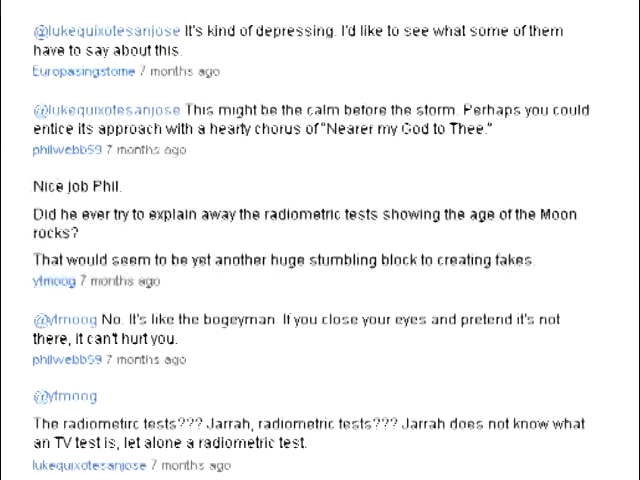 @lukequixotesanjose It's kind of depressing. I'd like to see what some of them
have to say about this.
Europasingstome 7 months ago
@lukequixotesanjose This might be the calm before the storm. Perhaps you could
entice its approach with a hearty chorus of "Nearer my God to Thee."
philwebb59 7 months ago
Nice job Phil.
Did he ever try to explain away the radiometric tests showing the age of the Moon
rocks?
That would seem to be yet another huge stumbling block to creating fakes.
ytmoog 7 months ago
@ytmoog No. It's like the bogeyman. If you close your eyes and pretend it's not
there, it can't hurt you.
philwebb59 7 months ago
@ytmoog
The radiometirc tests??? Jarrah, radiometric tests??? Jarrah does not know what
an TV test is, let alone a radiometric test.
lukequixotesanjose 7 months ago